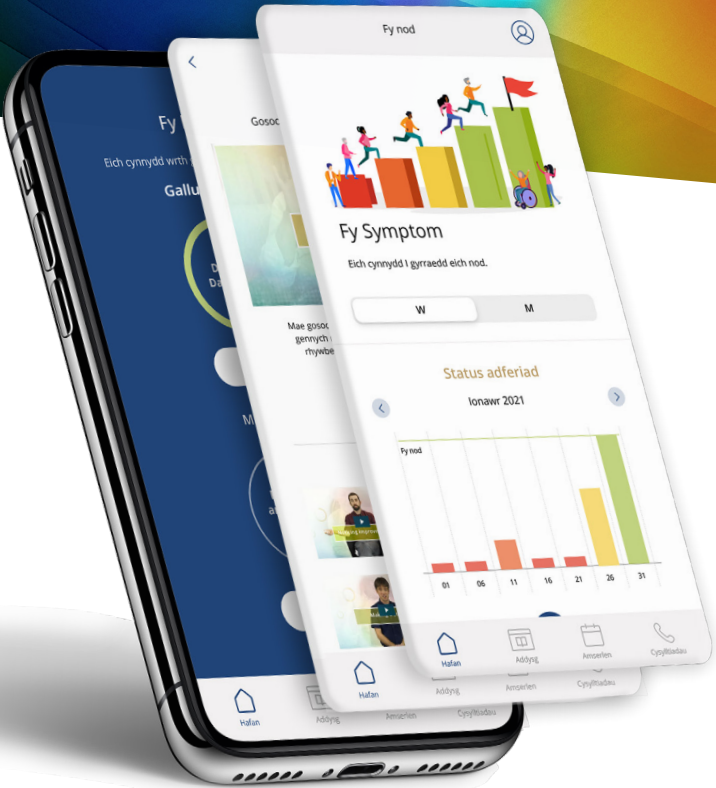 Fy nod
Fy Symptom
Eich cynnydd I gyrraedd eich nod.
W M
Status adferiad
Ionawr 2021
Fy nod
01 06 11 16 21 26 31
Hafan Addysg Amserlen Cysylltiadau
Mae gosod
gennych
Hafan Addysg Amserlen Cysylltiadau
Fy
Eich cynnydd wrth
Hafan Addysg Amserlen Cysylltiadau